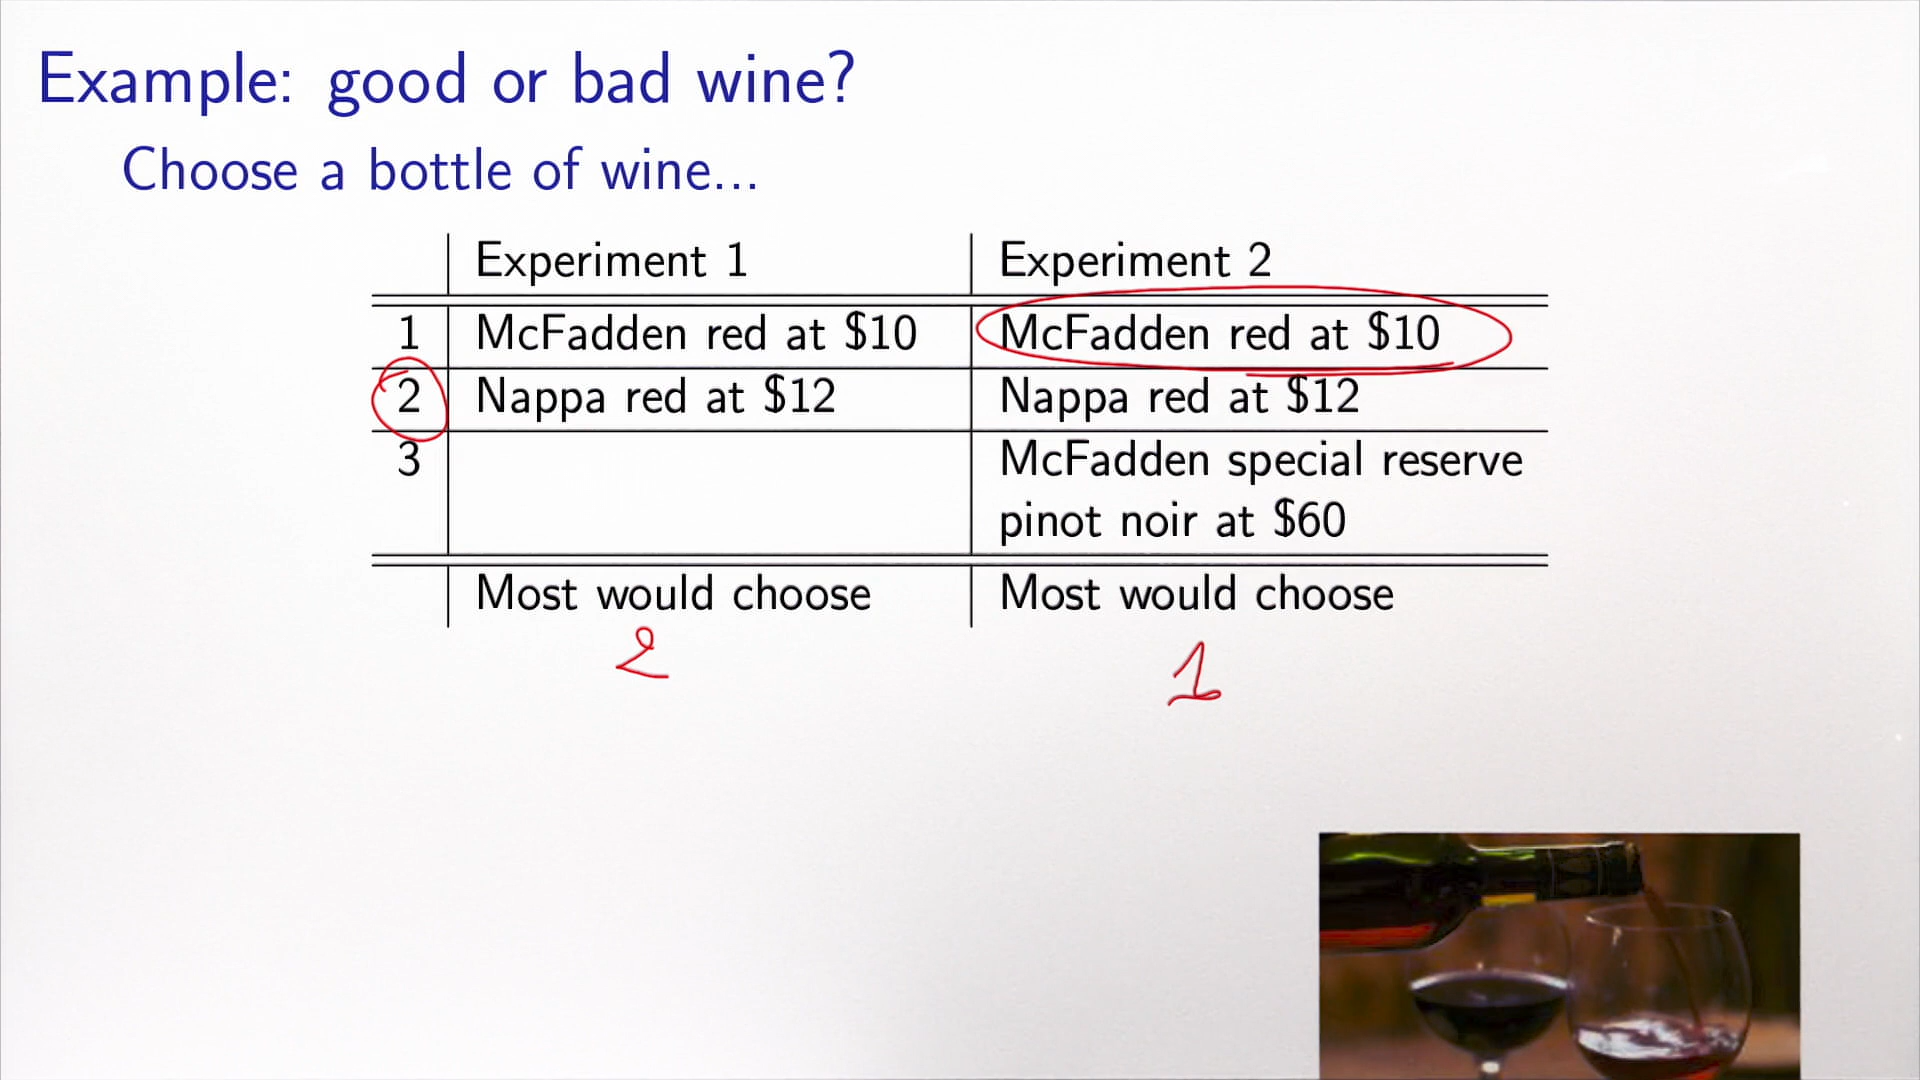 Example: good or bad wine?
Choose a bottle of wine...
Experiment 1 Experiment 2
1 McFadden red at $10 McFadden red at $10
2 Nappa red at $12 Nappa red at $12
3 McFadden special reserve
pinot noir at $60
Most would choose Most would choose
2 1